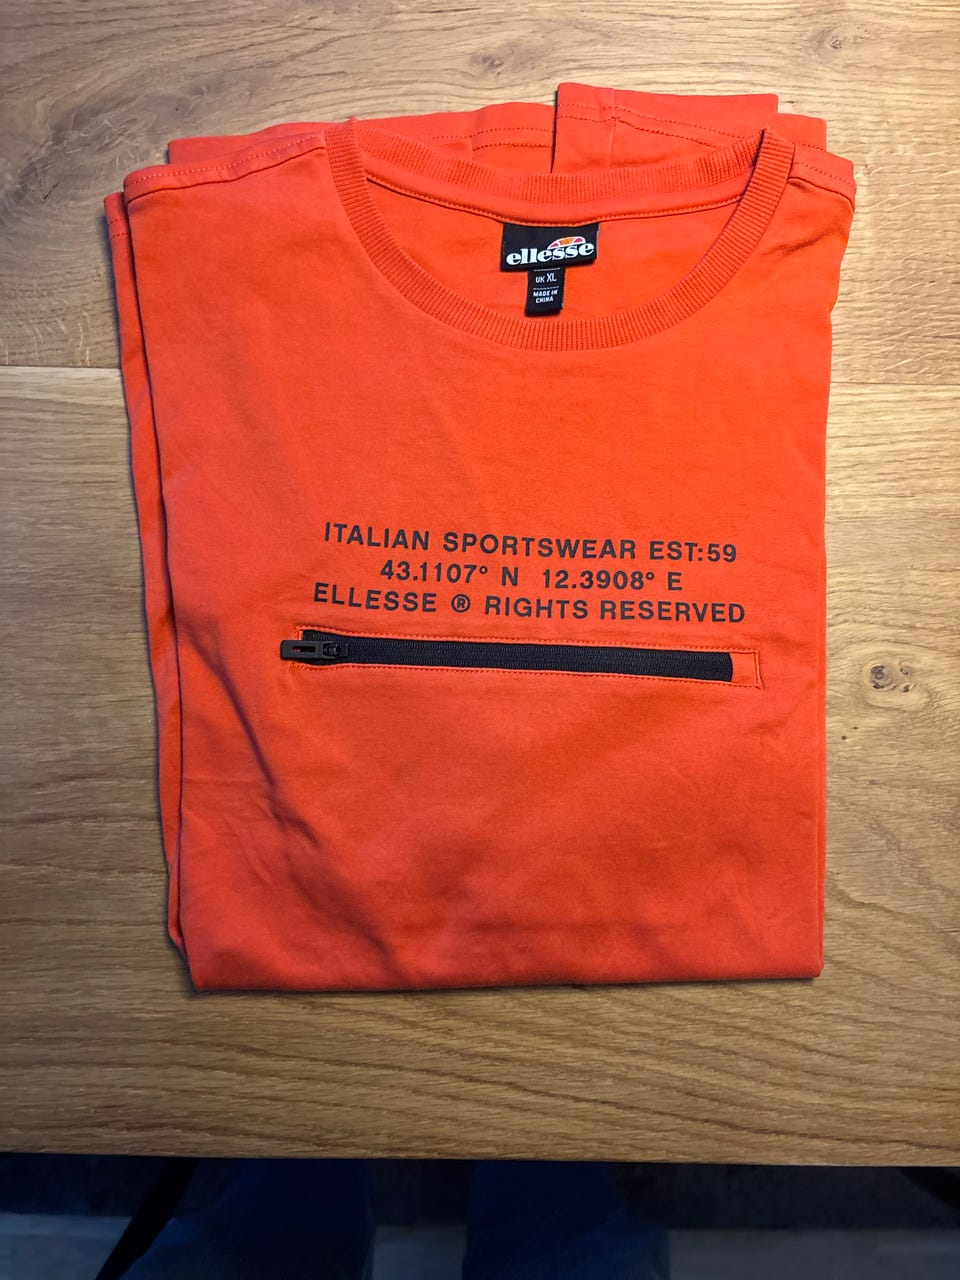 ellesse
UK XL
MADE IN
CHINA
ITALIAN SPORTSWEAR EST:59
43.1107° N 12.3908° E
ELLESSE ® RIGHTS RESERVED